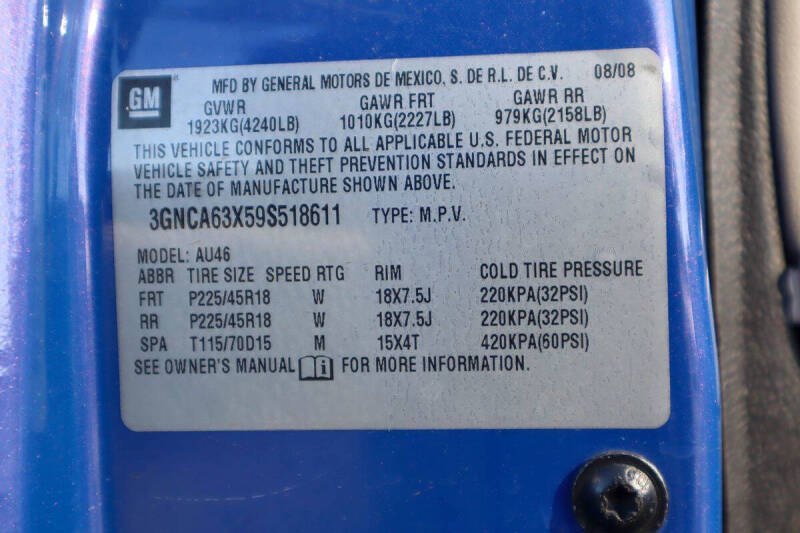 GM MFD BY GENERAL MOTORS DE MEXICO, S. DE R.L. DE C.V. 08/08
GVWR GAWR FRT GAWR RR
1923KG(4240LB) 1010KG(2227LB) 979KG(2158LB)
THIS VEHICLE CONFORMS TO ALL APPLICABLE U.S. FEDERAL MOTOR
VEHICLE SAFETY AND THEFT PREVENTION STANDARDS IN EFFECT ON
THE DATE OF MANUFACTURE SHOWN ABOVE.
3GNCA63X59S518611 TYPE: M.P.V.
MODEL: AU46
ABBR TIRE SIZE SPEED RTG RIM COLD TIRE PRESSURE
FRT P225/45R18 W 18X7.5J 220KPA(32PSI)
RR P225/45R18 W 18X7.5J 220KPA(32PSI)
SPA T115/70D15 M 15X4T 420KPA(60PSI)
SEE OWNER'S MANUAL i FOR MORE INFORMATION.